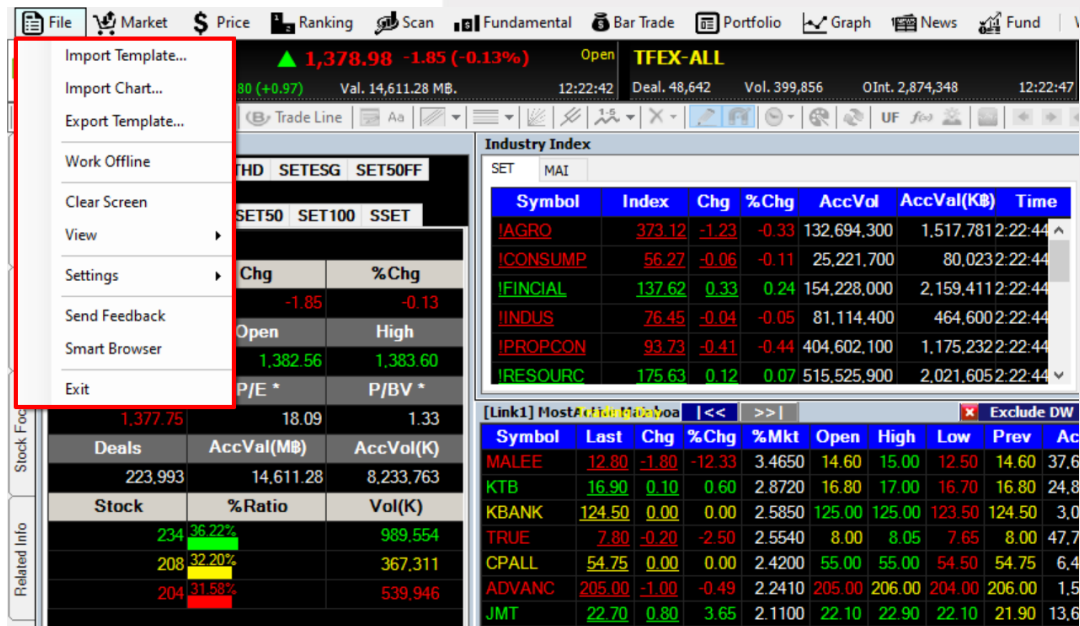 File Market Price Ranking Scan Fundamental Bar Trade Portfolio Graph News Fund
Import Template...
Import Chart...
Export Template...
Work Offline
Clear Screen
View
Settings
Send Feedback
Smart Browser
Exit
1,378.98 -1.85 (-0.13%) Open TFEX-ALL
80 (+0.97) Val. 14,611.28 M฿. 12:22:42 Deal. 48,642 Vol. 399,856 OInt. 2,874,348 12:22:47
Trade Line Aa 1-5 UF f(x)
THD SETESG SET50FF
SET50 SET100 SSET
Chg %Chg
-1.85 -0.13
Open High
1,382.56 1,383.60
P/E * P/BV *
1,377.75 18.09 1.33
Deals AccVal(M฿) AccVol(K)
223,993 14,611.28 8,233,763
Stock %Ratio Vol(K)
234 36.22% 989,554
208 32.20% 367,311
204 31.58% 539,946
Related Info
Industry Index
SET MAI
Symbol Index Chg %Chg AccVol AccVal(K฿) Time
!AGRO 373.12 -1.23 -0.33 132,694,300 1,517,781 2:22:44
!CONSUMP 56.27 -0.06 -0.11 25,221,700 80,023 2:22:44
!FINCIAL 137.62 0.33 0.24 154,228,000 2,159,411 2:22:44
!INDUS 76.45 -0.04 -0.05 81,114,400 464,600 2:22:44
!PROPCON 93.73 -0.41 -0.44 404,602,100 1,175,232 2:22:44
!RESOURC 175.63 0.12 0.07 515,525,900 2,021,605 2:22:44
[Link1] |<< >>| Exclude DW
Symbol Last Chg %Chg %Mkt Open High Low Prev Ac
MALEE 12.80 -1.80 -12.33 3.4650 14.60 15.00 12.50 14.60 37.6
KTB 16.90 0.10 0.60 2.8720 16.80 17.00 16.70 16.80 24.8
KBANK 124.50 0.00 0.00 2.5850 125.00 125.00 123.50 124.50 3.0
TRUE 7.80 -0.20 -2.50 2.5540 8.00 8.05 7.65 8.00 47.7
CPALL 54.75 0.00 0.00 2.4200 55.00 55.00 54.50 54.75 6.4
ADVANC 205.00 -1.00 -0.49 2.2410 205.00 206.00 204.00 206.00 1.5
JMT 22.70 0.80 3.65 2.1100 22.10 22.90 22.10 21.90 13.6